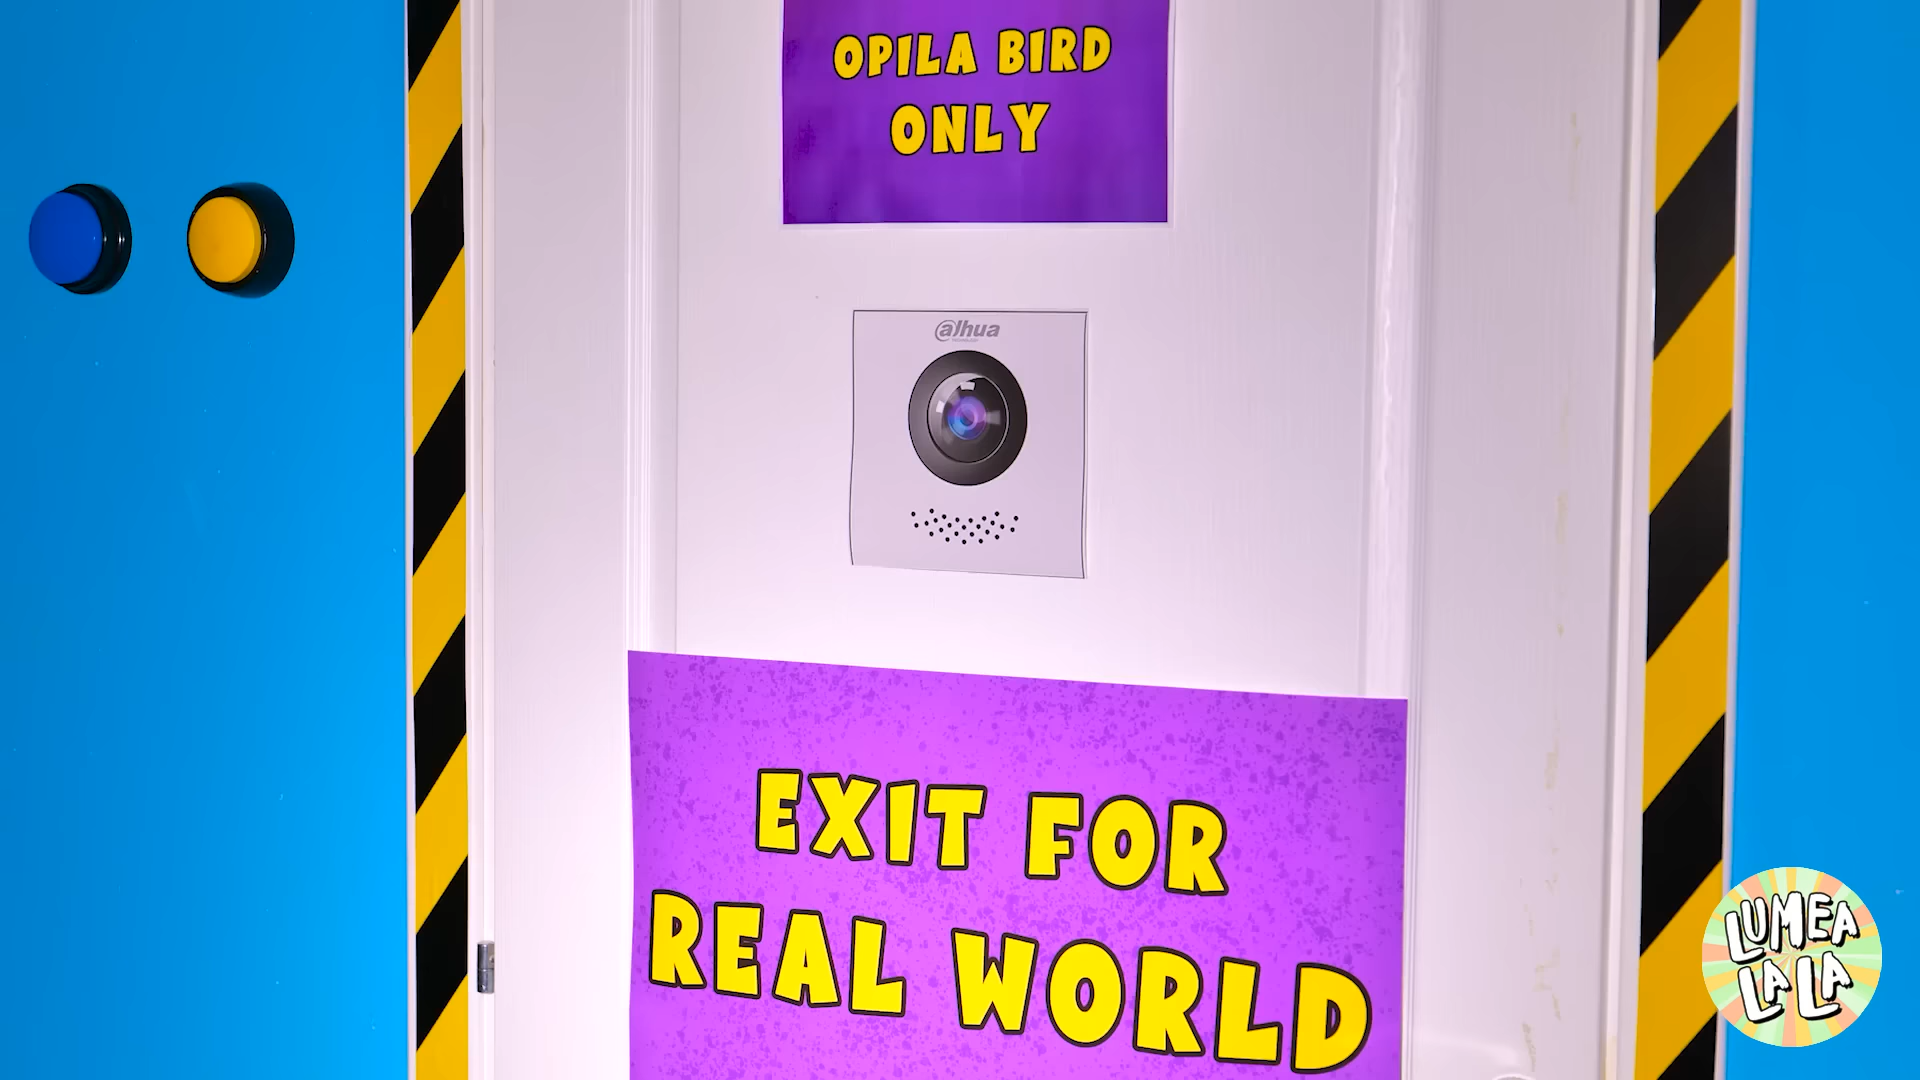 OPILA BIRD
ONLY
alhua
EXIT FOR
REAL WORLD
LUMEA
LA LA